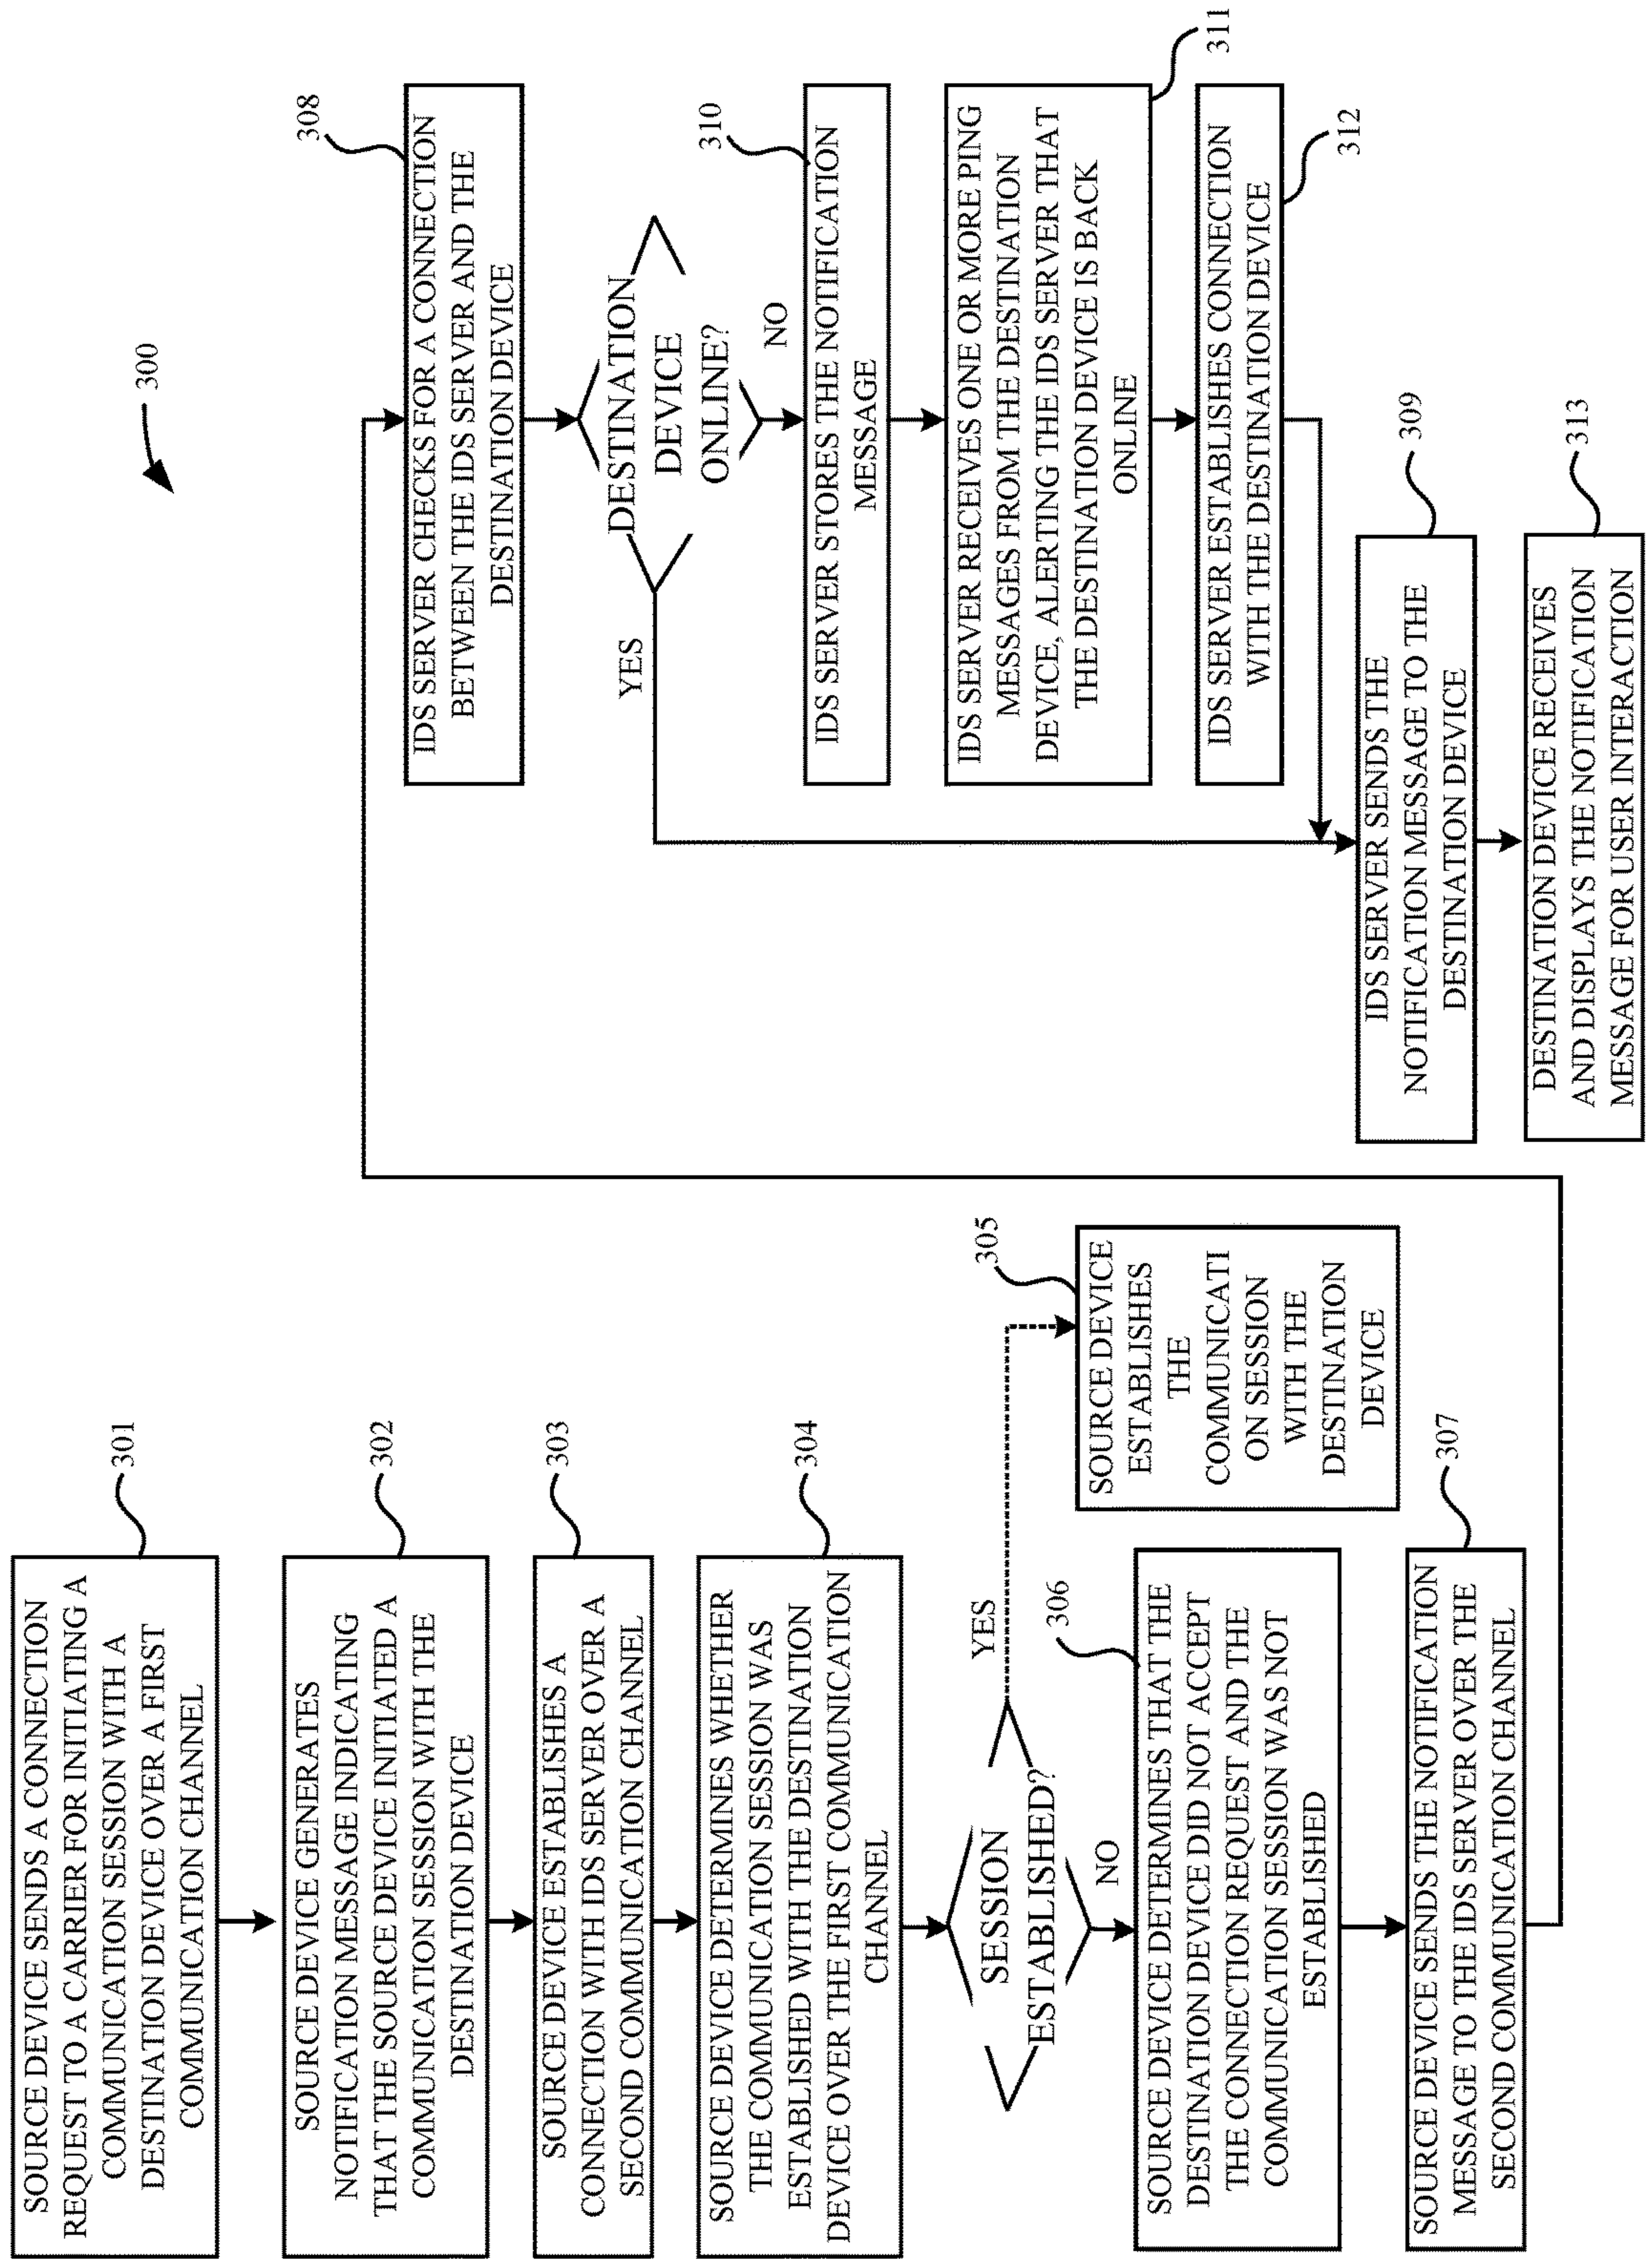 300
301
SOURCE DEVICE SENDS A CONNECTION
REQUEST TO A CARRIER FOR INITIATING A
COMMUNICATION SESSION WITH A
DESTINATION DEVICE OVER A FIRST
COMMUNICATION CHANNEL
302
SOURCE DEVICE GENERATES
NOTIFICATION MESSAGE INDICATING
THAT THE SOURCE DEVICE INITIATED A
COMMUNICATION SESSION WITH THE
DESTINATION DEVICE
303
SOURCE DEVICE ESTABLISHES A
CONNECTION WITH IDS SERVER OVER A
SECOND COMMUNICATION CHANNEL
304
SOURCE DEVICE DETERMINES WHETHER
THE COMMUNICATION SESSION WAS
ESTABLISHED WITH THE DESTINATION
DEVICE OVER THE FIRST COMMUNICATION
CHANNEL
SESSION
ESTABLISHED?
YES
305
SOURCE DEVICE
ESTABLISHES
THE
COMMUNICATI
ON SESSION
WITH THE
DESTINATION
DEVICE
NO
306
SOURCE DEVICE DETERMINES THAT THE
DESTINATION DEVICE DID NOT ACCEPT
THE CONNECTION REQUEST AND THE
COMMUNICATION SESSION WAS NOT
ESTABLISHED
307
SOURCE DEVICE SENDS THE NOTIFICATION
MESSAGE TO THE IDS SERVER OVER THE
SECOND COMMUNICATION CHANNEL
308
IDS SERVER CHECKS FOR A CONNECTION
BETWEEN THE IDS SERVER AND THE
DESTINATION DEVICE
DESTINATION
DEVICE
ONLINE?
YES
NO
310
IDS SERVER STORES THE NOTIFICATION
MESSAGE
311
IDS SERVER RECEIVES ONE OR MORE PING
MESSAGES FROM THE DESTINATION
DEVICE, ALERTING THE IDS SERVER THAT
THE DESTINATION DEVICE IS BACK
ONLINE
312
IDS SERVER ESTABLISHES CONNECTION
WITH THE DESTINATION DEVICE
309
IDS SERVER SENDS THE
NOTIFICATION MESSAGE TO THE
DESTINATION DEVICE
313
DESTINATION DEVICE RECEIVES
AND DISPLAYS THE NOTIFICATION
MESSAGE FOR USER INTERACTION